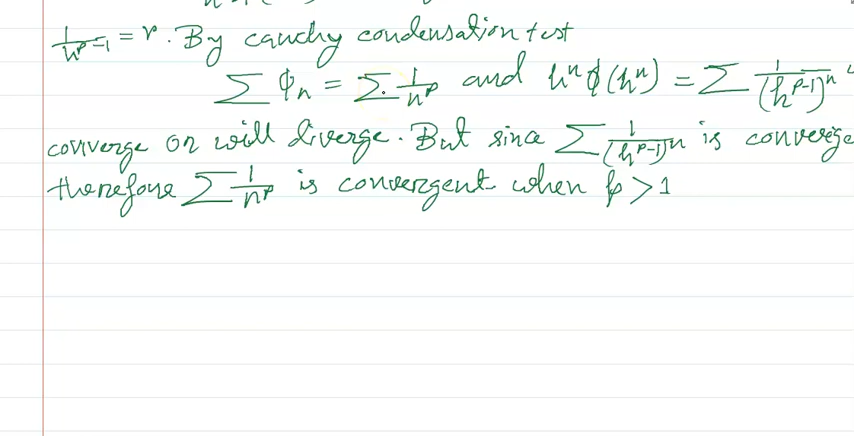 1/h^{p-1} = r. By cauchy condensation test
∑ ϕ_n = ∑ 1/n^p and h^n ϕ(h^n) = ∑ 1/(h^{p-1})^n
converge or will diverge. But since ∑ 1/(h^{p-1})^n is converge
therefore ∑ 1/n^p is convergent when p > 1